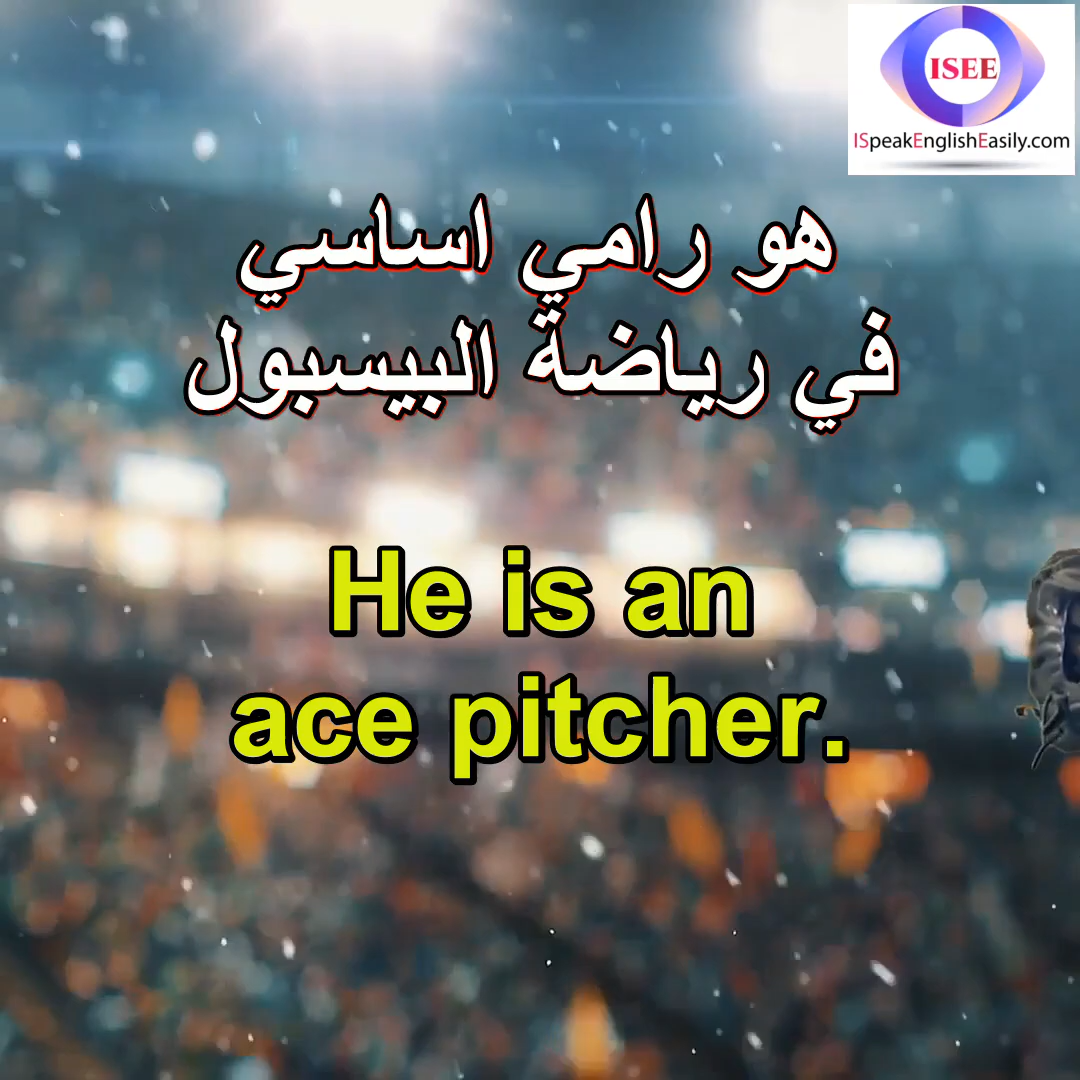 ISEE
ISpeakEnglishEasily.com
هو رامي اساسي
في رياضة البيسبول
He is an
ace pitcher.